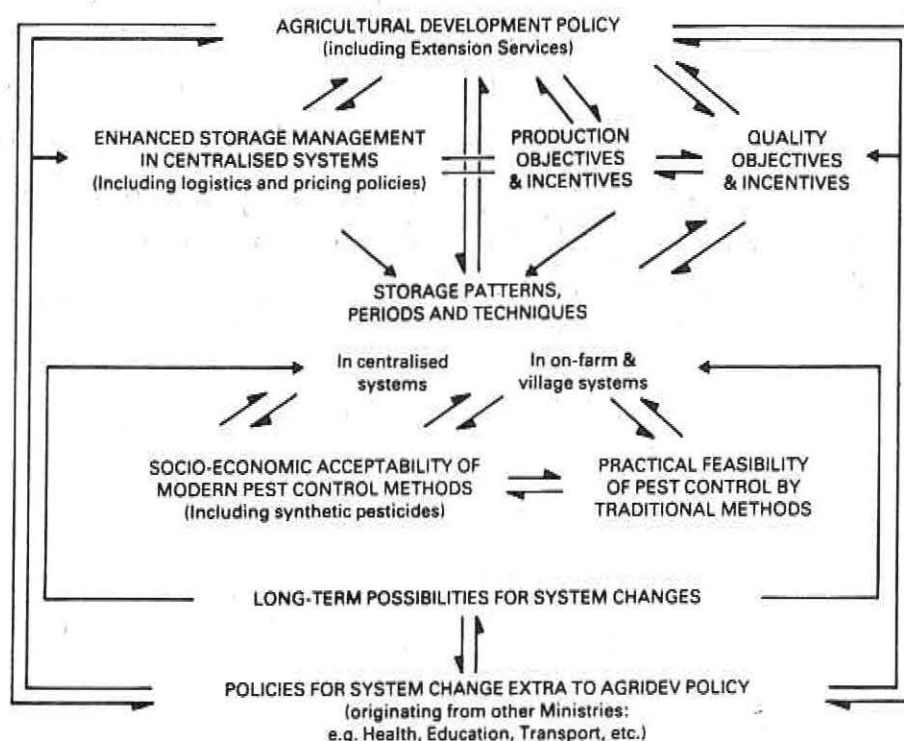 AGRICULTURAL DEVELOPMENT POLICY
(including Extension Services)
ENHANCED STORAGE MANAGEMENT
IN CENTRALISED SYSTEMS
(Including logistics and pricing policies)
PRODUCTION
OBJECTIVES
& INCENTIVES
QUALITY
OBJECTIVES
& INCENTIVES
STORAGE PATTERNS,
PERIODS AND TECHNIQUES
In centralised
systems
In on-farm &
village systems
SOCIO-ECONOMIC ACCEPTABILITY OF
MODERN PEST CONTROL METHODS
(Including synthetic pesticides)
PRACTICAL FEASIBILITY
OF PEST CONTROL BY
TRADITIONAL METHODS
LONG-TERM POSSIBILITIES FOR SYSTEM CHANGES
POLICIES FOR SYSTEM CHANGE EXTRA TO AGRIDEV POLICY
(originating from other Ministries:
e.g. Health, Education, Transport, etc.)